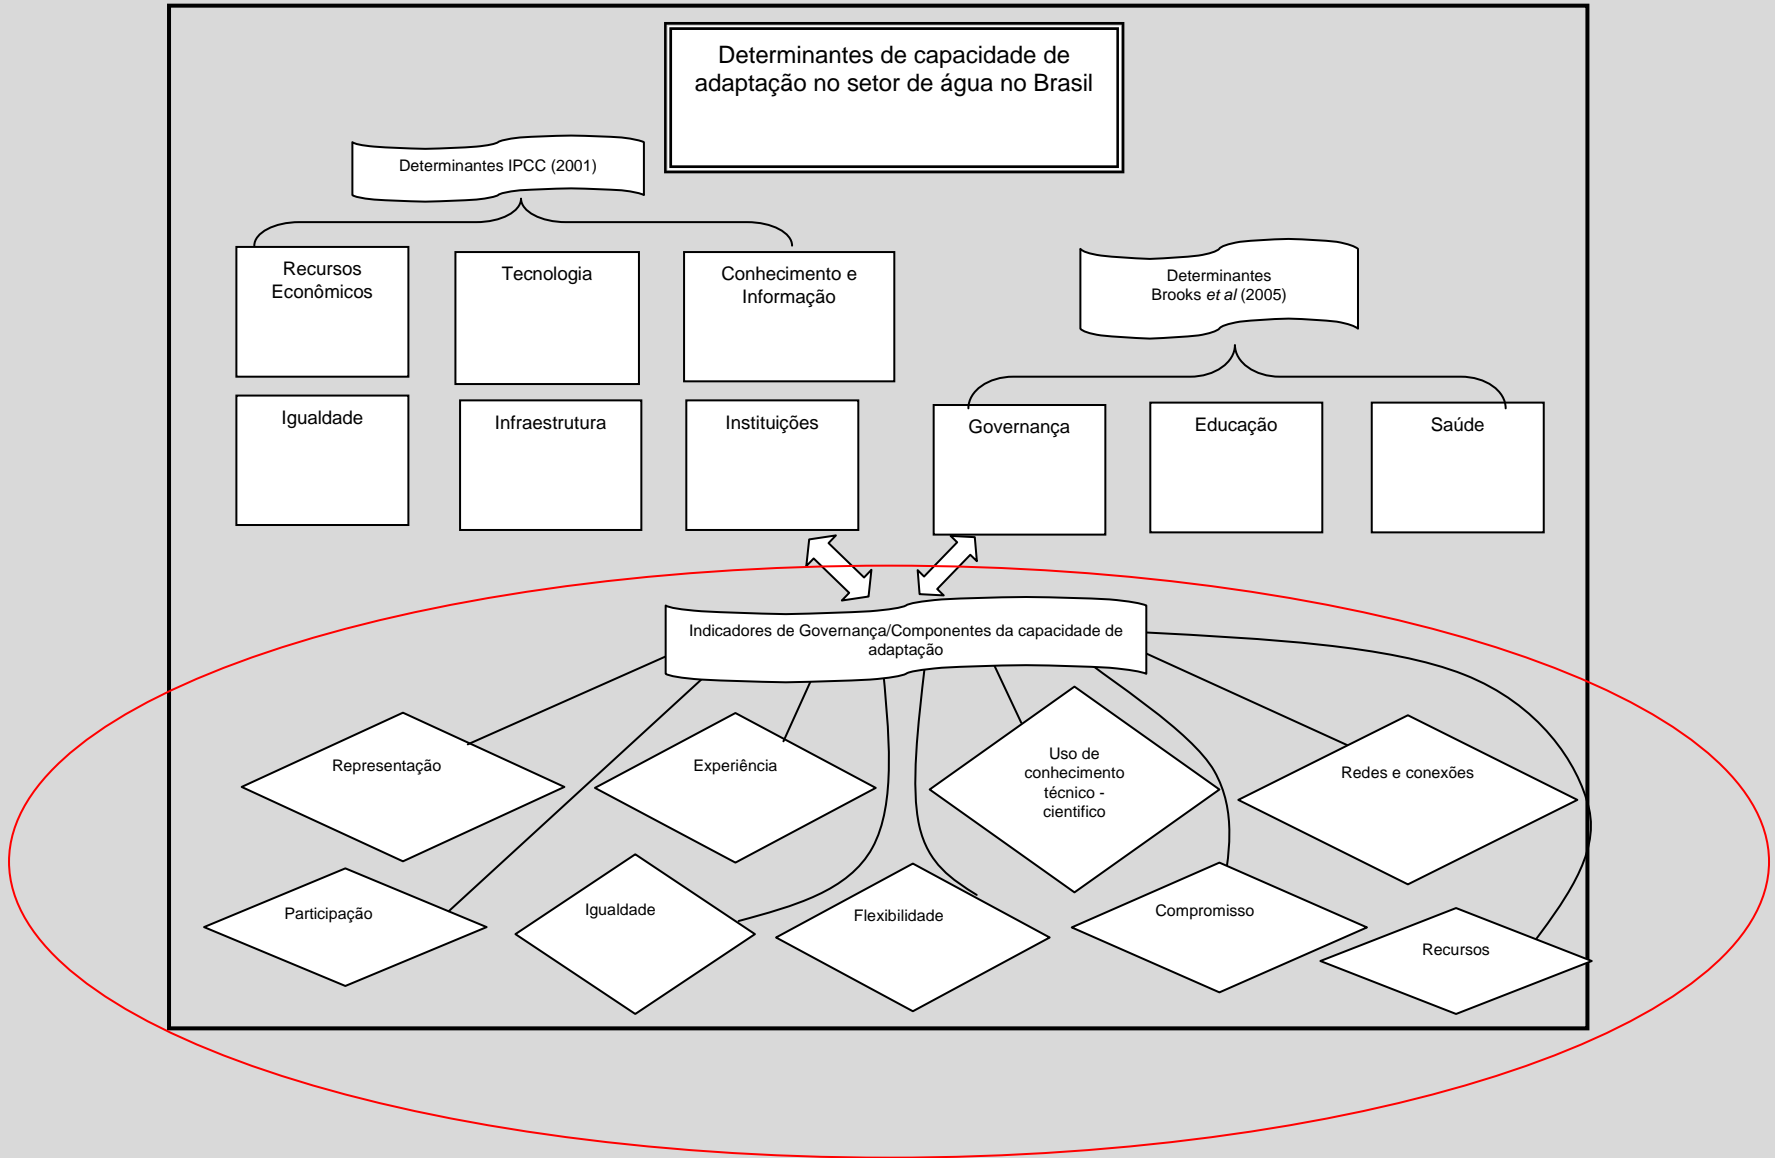 Determinantes de capacidade de
adaptação no setor de água no Brasil
Determinantes IPCC (2001)
Recursos
Econômicos
Tecnologia
Conhecimento e
Informação
Determinantes
Brooks et al (2005)
Igualdade
Infraestrutura
Instituições
Governança
Educação
Saúde
Indicadores de Governança/Componentes da capacidade de
adaptação
Representação
Experiência
Uso de
conhecimento
técnico -
cientifico
Redes e conexões
Participação
Igualdade
Flexibilidade
Compromisso
Recursos